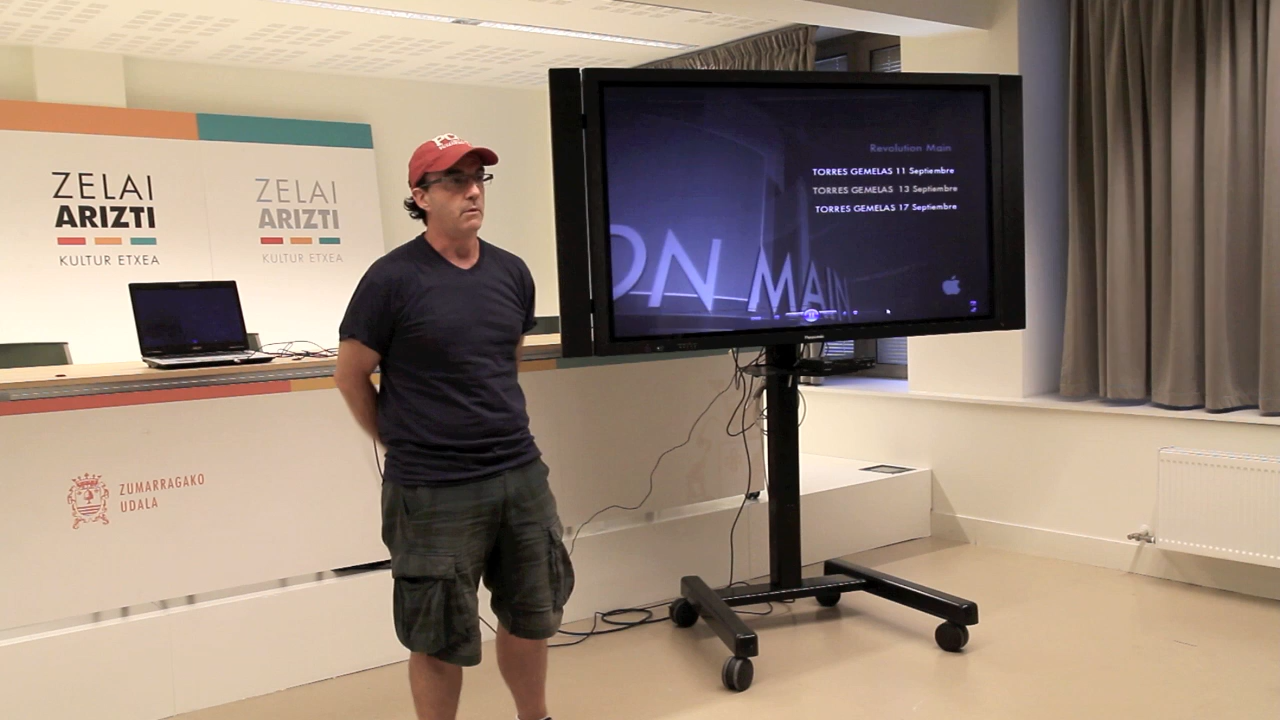 ZELAI
ARIZTI
KULTUR ETXEA
ZELAI
ARIZTI
KULTUR ETXEA
ZUMARRAGAKO
UDALA
Revolution Main
TORRES GEMELAS 11 Septiembre
TORRES GEMELAS 13 Septiembre
TORRES GEMELAS 17 Septiembre
ON MAIN
Panasonic